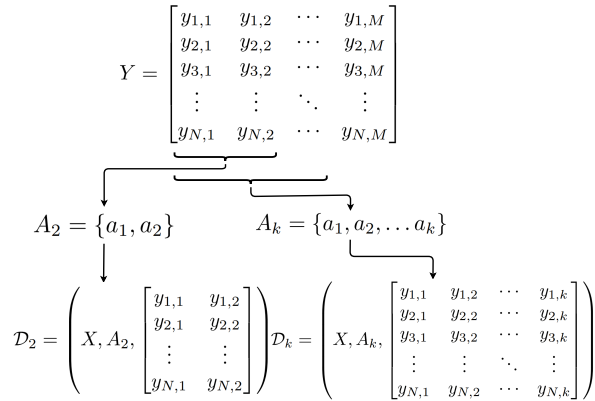 Y = [ y_{1,1} y_{1,2} ⋯ y_{1,M}
y_{2,1} y_{2,2} ⋯ y_{2,M}
y_{3,1} y_{3,2} ⋯ y_{3,M}
⋮ ⋮ ⋱ ⋮
y_{N,1} y_{N,2} ⋯ y_{N,M} ]
A_2 = {a_1, a_2}
A_k = {a_1, a_2, … a_k}
𝒟_2 = ( X, A_2, [ y_{1,1} y_{1,2}
y_{2,1} y_{2,2}
⋮ ⋮
y_{N,1} y_{N,2} ] )
𝒟_k = ( X, A_k, [ y_{1,1} y_{1,2} ⋯ y_{1,k}
y_{2,1} y_{2,2} ⋯ y_{2,k}
y_{3,1} y_{3,2} ⋯ y_{3,k}
⋮ ⋮ ⋱ ⋮
y_{N,1} y_{N,2} ⋯ y_{N,k} ] )